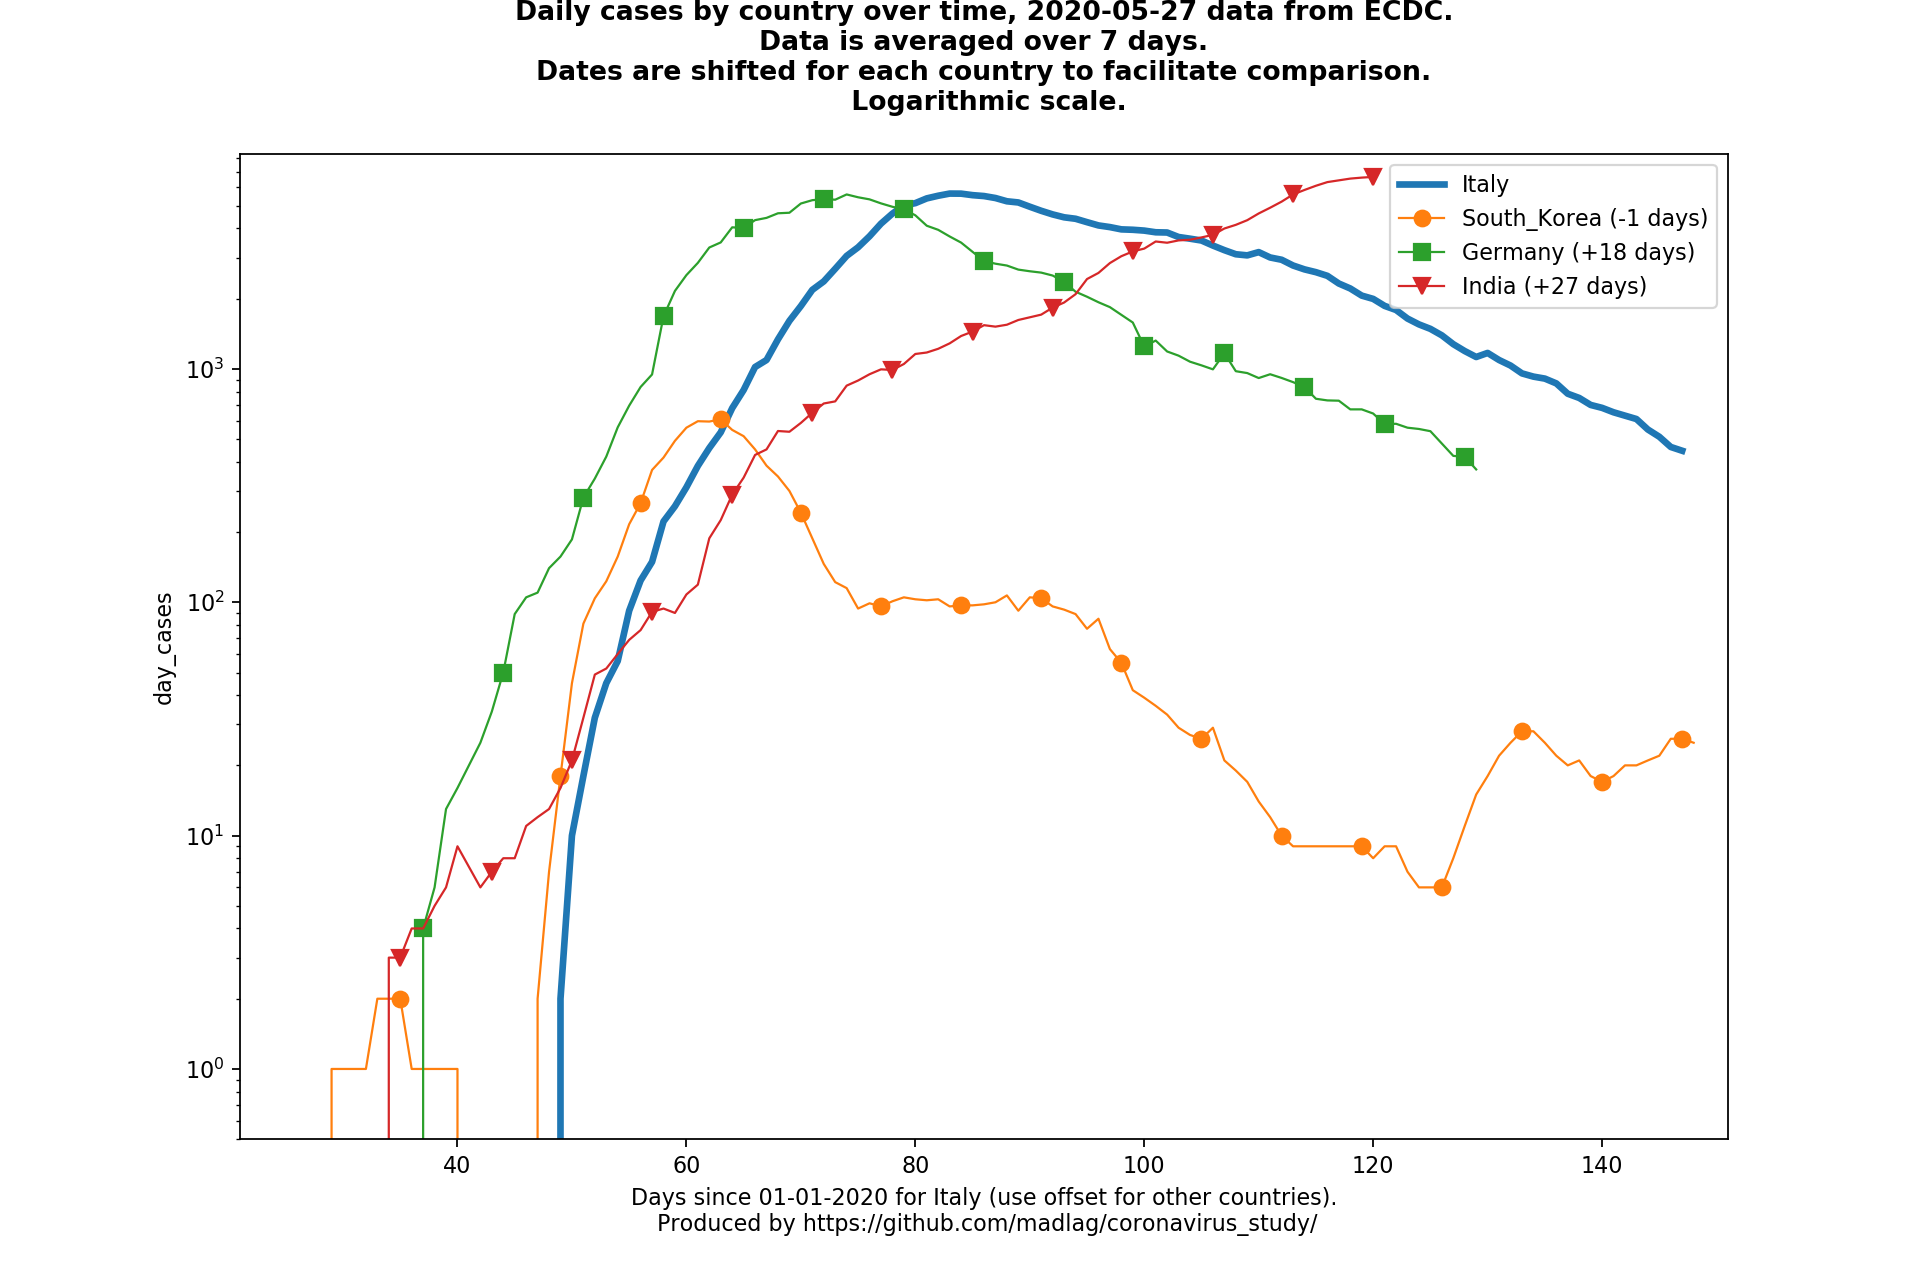 Daily cases by country over time, 2020-05-27 data from ECDC.
Data is averaged over 7 days.
Dates are shifted for each country to facilitate comparison.
Logarithmic scale.
Italy
South_Korea (-1 days)
Germany (+18 days)
India (+27 days)
10³
10²
10¹
10⁰
day_cases
40 60 80 100 120 140
Days since 01-01-2020 for Italy (use offset for other countries).
Produced by https://github.com/madlag/coronavirus_study/